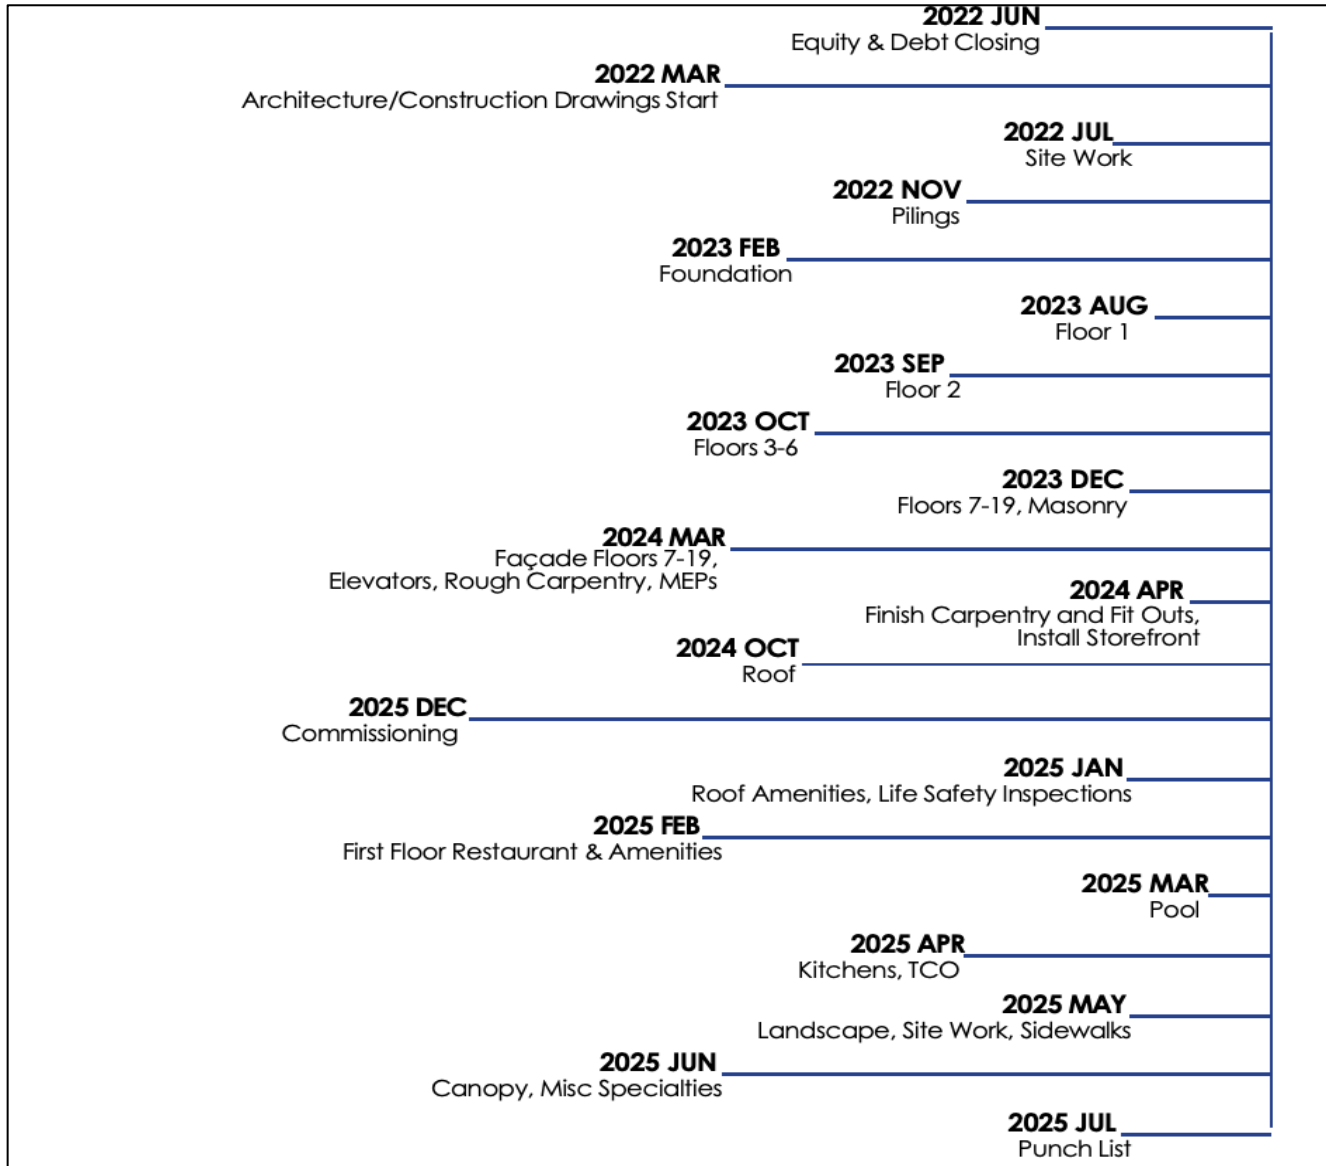 2022 JUN
Equity & Debt Closing
2022 MAR
Architecture/Construction Drawings Start
2022 JUL
Site Work
2022 NOV
Pilings
2023 FEB
Foundation
2023 AUG
Floor 1
2023 SEP
Floor 2
2023 OCT
Floors 3-6
2023 DEC
Floors 7-19, Masonry
2024 MAR
Façade Floors 7-19,
Elevators, Rough Carpentry, MEPs
2024 APR
Finish Carpentry and Fit Outs,
Install Storefront
2024 OCT
Roof
2025 DEC
Commissioning
2025 JAN
Roof Amenities, Life Safety Inspections
2025 FEB
First Floor Restaurant & Amenities
2025 MAR
Pool
2025 APR
Kitchens, TCO
2025 MAY
Landscape, Site Work, Sidewalks
2025 JUN
Canopy, Misc Specialties
2025 JUL
Punch List